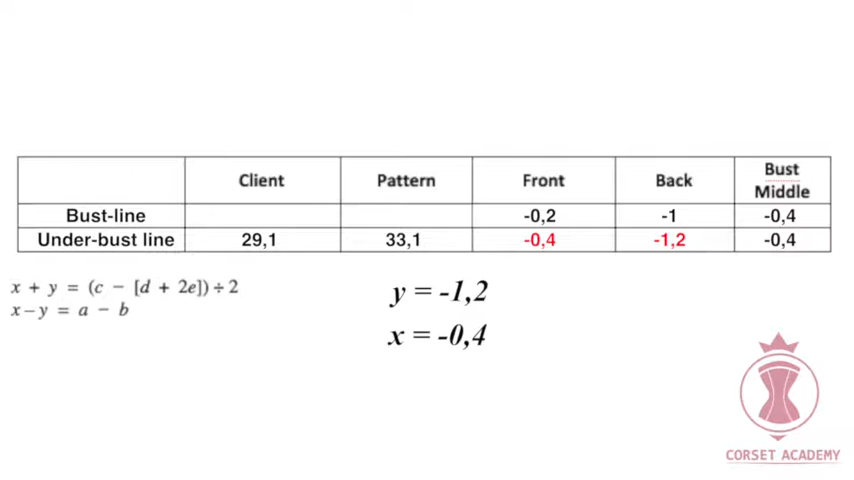 Client Pattern Front Back Bust Middle
Bust-line -0,2 -1 -0,4
Under-bust line 29,1 33,1 -0,4 -1,2 -0,4
x + y = (c − [d + 2e]) ÷ 2
x−y = a − b
y = -1,2
x = -0,4
CORSET ACADEMY